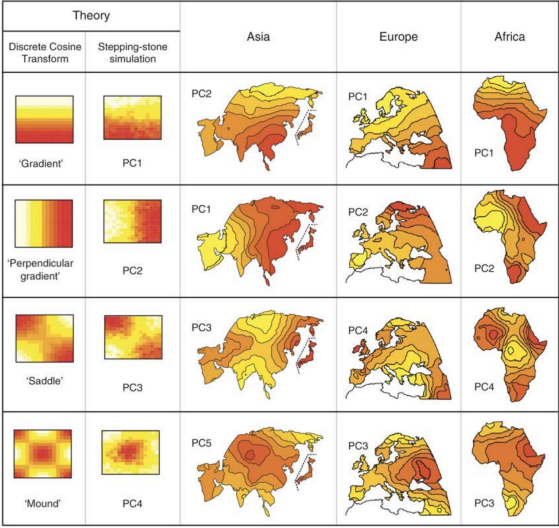 Theory
Asia
Europe
Africa
Discrete Cosine
Transform
Stepping-stone
simulation
'Gradient'
PC1
PC2
PC1
PC1
'Perpendicular
gradient'
PC2
PC1
PC2
PC2
'Saddle'
PC3
PC3
PC4
PC4
'Mound'
PC4
PC5
PC3
PC3